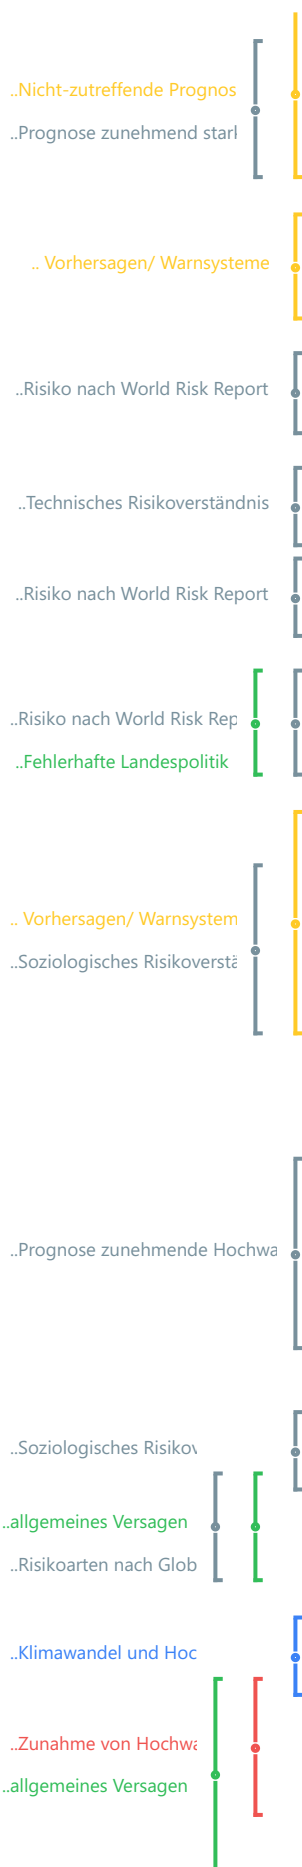 ..Nicht-zutreffende Prognos
..Prognose zunehmend stark
.. Vorhersagen/ Warnsysteme
..Risiko nach World Risk Report
..Technisches Risikoverständnis
..Risiko nach World Risk Report
..Risiko nach World Risk Rep
..Fehlerhafte Landespolitik
.. Vorhersagen/ Warnsystem
..Soziologisches Risikoverstä
..Prognose zunehmende Hochwa
..Soziologisches Risikov
..allgemeines Versagen
..Risikoarten nach Glob
..Klimawandel und Hoc
..Zunahme von Hochwa
..allgemeines Versagen